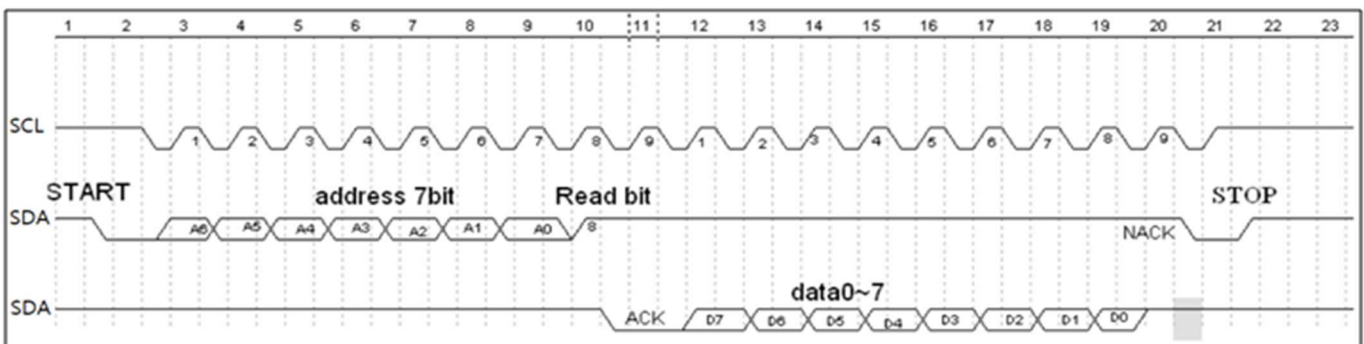 1 2 3 4 5 6 7 8 9 10 11 12 13 14 15 16 17 18 19 20 21 22 23
SCL 1 2 3 4 5 6 7 8 9 1 2 3 4 5 6 7 8 9
START address 7bit Read bit STOP
SDA A6 A5 A4 A3 A2 A1 A0 8 NACK
data0~7
SDA ACK D7 D6 D5 D4 D3 D2 D1 D0